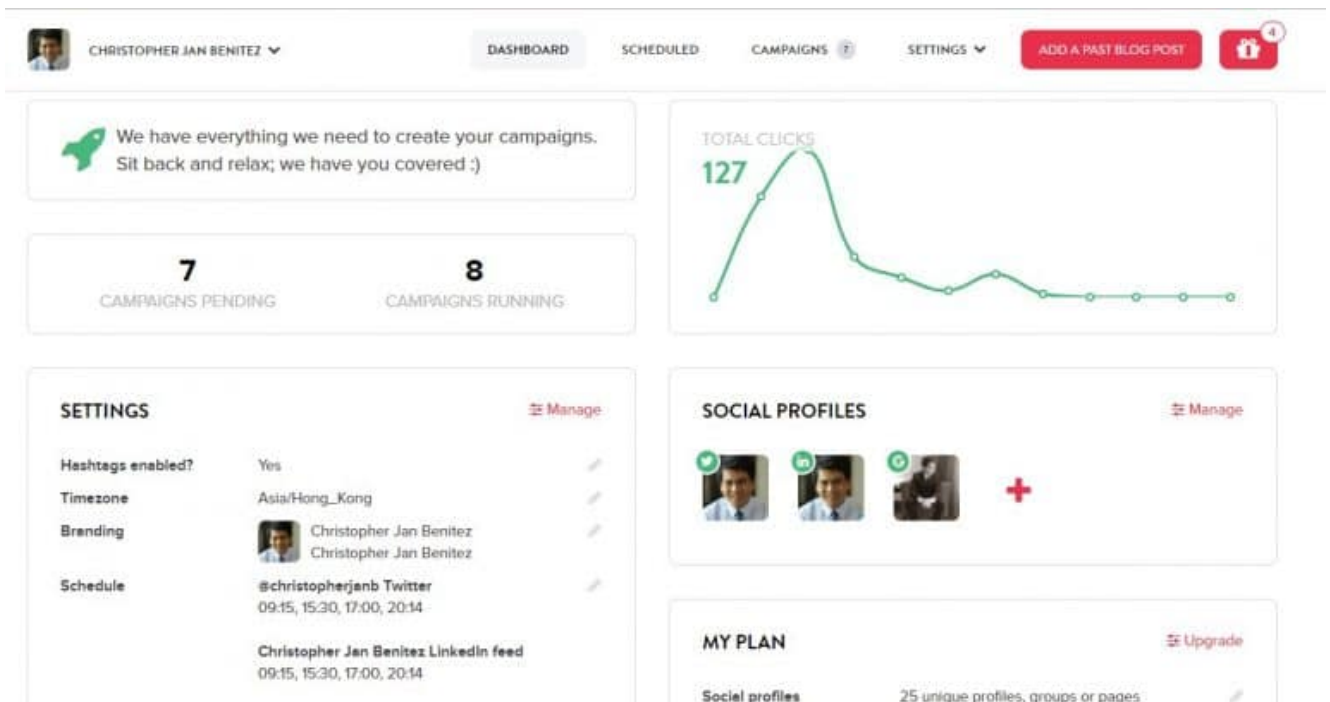 CHRISTOPHER JAN BENITEZ
DASHBOARD
SCHEDULED
CAMPAIGNS 7
SETTINGS
ADD A PAST BLOG POST
4
We have everything we need to create your campaigns.
Sit back and relax; we have you covered :)
TOTAL CLICKS
127
7
CAMPAIGNS PENDING
8
CAMPAIGNS RUNNING
SETTINGS
Manage
Hashtags enabled? Yes
Timezone Asia/Hong_Kong
Branding Christopher Jan Benitez
Christopher Jan Benitez
Schedule @christopherjanb Twitter
09:15, 15:30, 17:00, 20:14
Christopher Jan Benitez LinkedIn feed
09:15, 15:30, 17:00, 20:14
SOCIAL PROFILES
Manage
in
G
MY PLAN
Upgrade
Social profiles 25 unique profiles, groups or pages